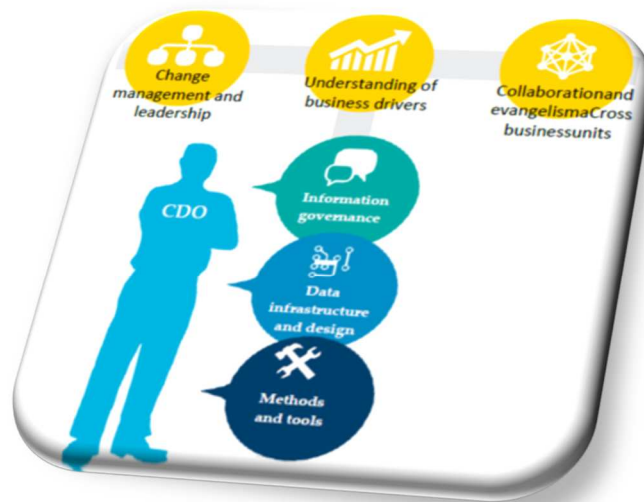 Change
management and
leadership
Understanding of
business drivers
Collaborationand
evangelismaCross
businessunits
CDO
Information
governance
Data
infrastructure
and design
Methods
and tools